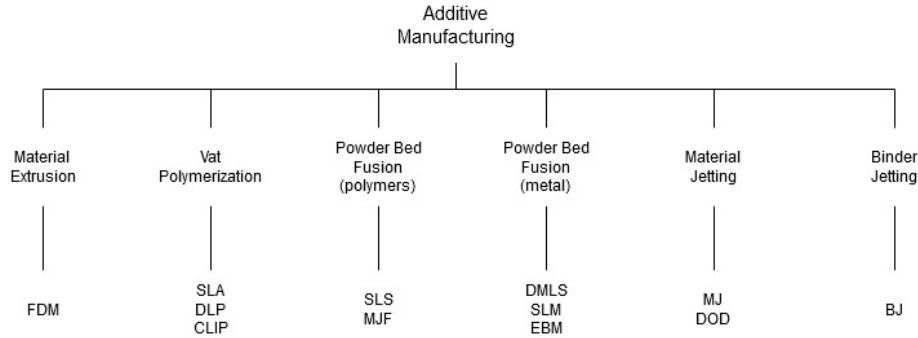 Additive
Manufacturing
Material
Extrusion
Vat
Polymerization
Powder Bed
Fusion
(polymers)
Powder Bed
Fusion
(metal)
Material
Jetting
Binder
Jetting
FDM
SLA
DLP
CLIP
SLS
MJF
DMLS
SLM
EBM
MJ
DOD
BJ